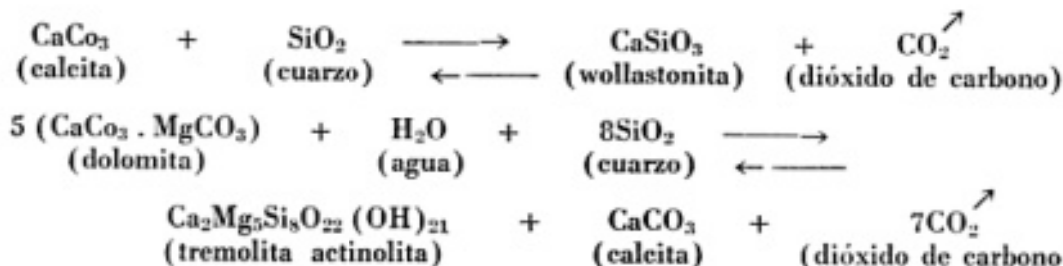 CaCo₃ + SiO₂ ⟶ CaSiO₃ + CO₂↗
(calcita) (cuarzo) ⟵ (wollastonita) (dióxido de carbono)
5 (CaCo₃ . MgCO₃) + H₂O + 8SiO₂ ⟶
(dolomita) (agua) (cuarzo) ⟵
Ca₂Mg₅Si₈O₂₂ (OH)₂₁ + CaCO₃ + 7CO₂↗
(tremolita actinolita) (calcita) (dióxido de carbono